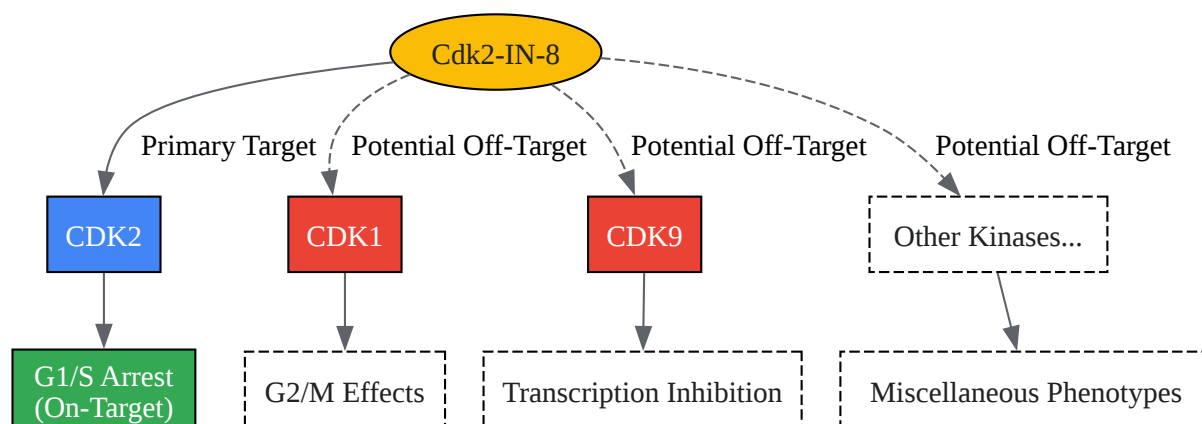 Cdk2-IN-8
Primary Target
Potential Off-Target
Potential Off-Target
Potential Off-Target
CDK2
CDK1
CDK9
Other Kinases...
G1/S Arrest
(On-Target)
G2/M Effects
Transcription Inhibition
Miscellaneous Phenotypes